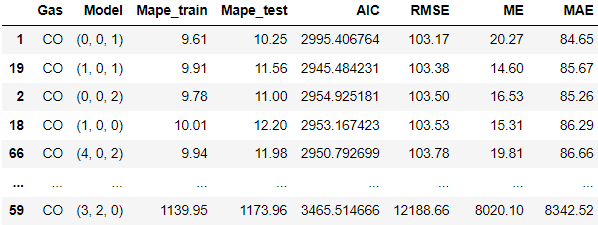 Gas Model Mape_train Mape_test AIC RMSE ME MAE
1 CO (0, 0, 1) 9.61 10.25 2995.406764 103.17 20.27 84.65
19 CO (1, 0, 1) 9.91 11.56 2945.484231 103.38 14.60 85.67
2 CO (0, 0, 2) 9.78 11.00 2954.925181 103.50 16.53 85.26
18 CO (1, 0, 0) 10.01 12.20 2953.167423 103.53 15.31 86.29
66 CO (4, 0, 2) 9.94 11.98 2950.792699 103.78 19.81 86.66
... ... ... ... ... ... ... ... ...
59 CO (3, 2, 0) 1139.95 1173.96 3465.514666 12188.66 8020.10 8342.52